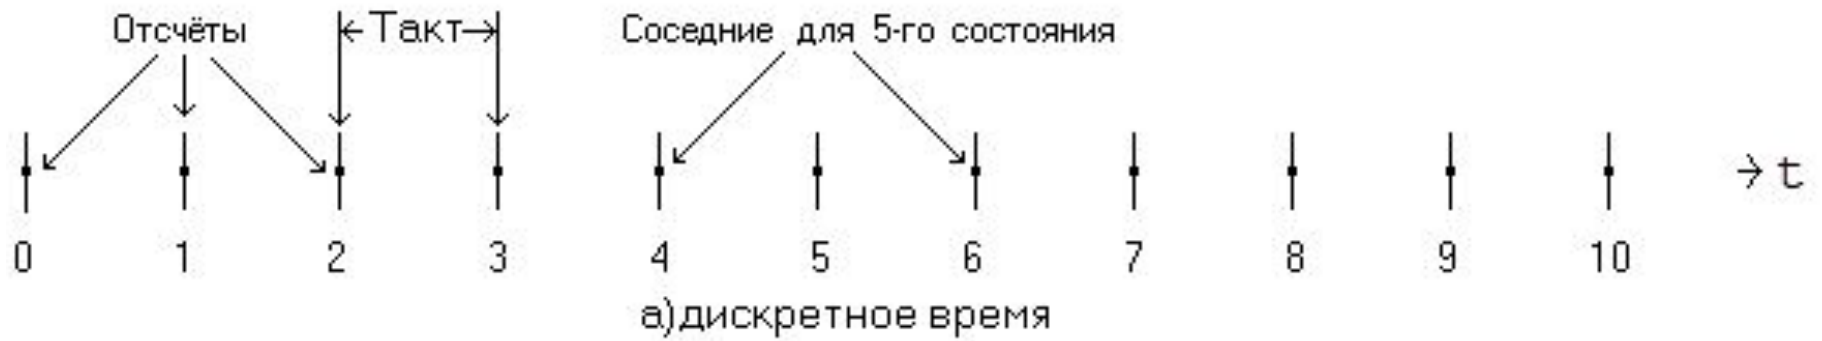 Отсчёты Такт Соседние для 5-го состояния
t
0 1 2 3 4 5 6 7 8 9 10
а)дискретное время